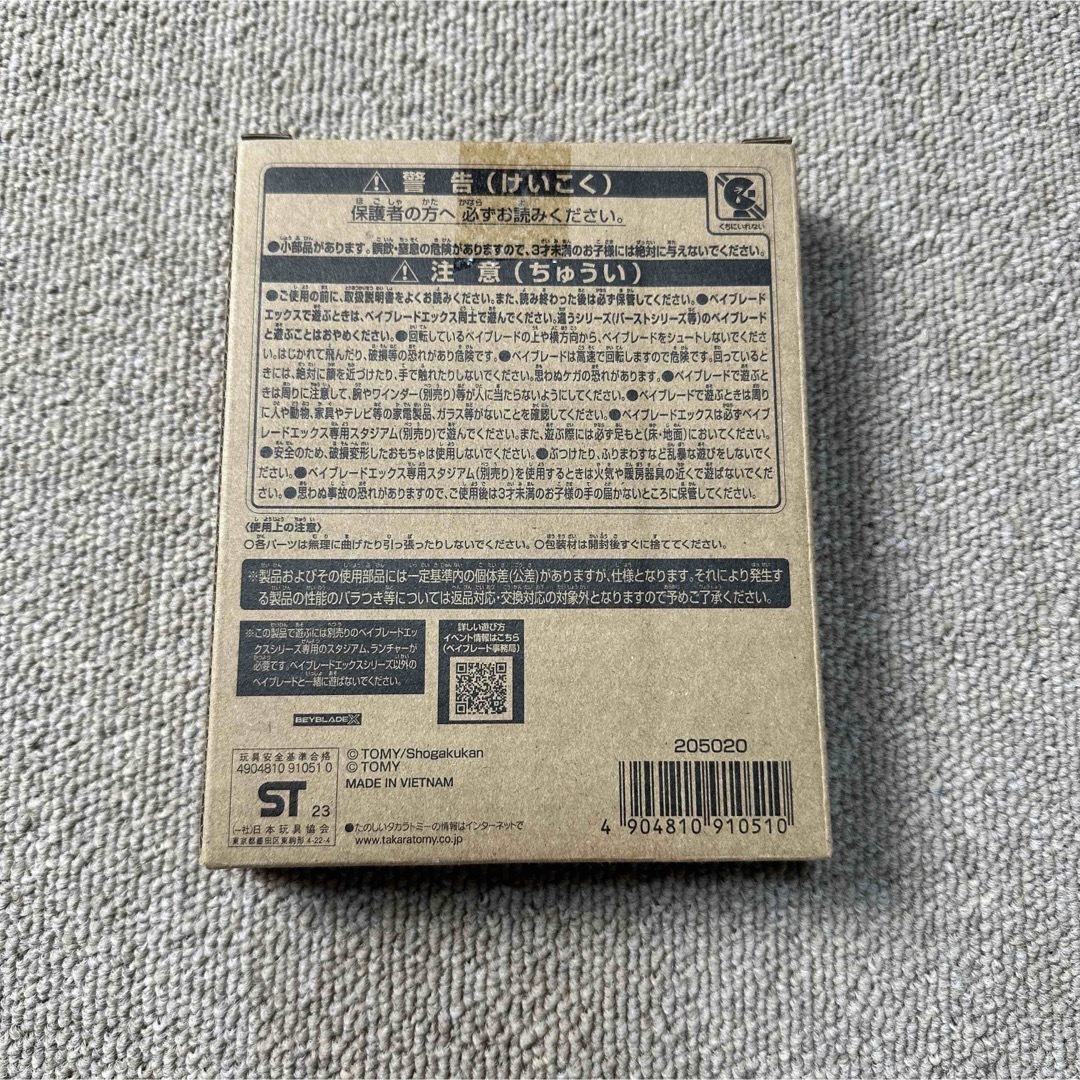 ⚠ 警 告 (けいこく)
くちにいれない
保護者の方へ 必ずお読みください。
●小部品があります。誤飲・窒息の危険がありますので、3才未満のお子様には絶対に与えないでください。
⚠ 注 意 (ちゅうい)
●ご使用の前に、取扱説明書をよくお読みください。また、読み終わった後は必ず保管してください。●ベイブレード
エックスで遊ぶときは、ベイブレードエックス同士で遊んでください。違うシリーズ(バーストシリーズ等)のベイブレード
と遊ぶことはおやめください。●回転しているベイブレードの上や横方向から、ベイブレードをシュートしないでくださ
い。はじかれて飛んだり、破損等の恐れがあり危険です。●ベイブレードは高速で回転しますので危険です。回っていると
きには、絶対に顔を近づけたり、手で触れたりしないでください。思わぬケガの恐れがあります。●ベイブレードで遊ぶと
きは周りに注意して、腕やワインダー(別売り)等が人に当たらないようにしてください。●ベイブレードで遊ぶときは周
りに人や動物、家具やテレビ等の家電製品、ガラス等がないことを確認してください。●ベイブレードエックスは必ずベイブ
レードエックス専用スタジアム(別売り)で遊んでください。また、遊ぶ際には必ず足もと(床・地面)においてください。
●安全のため、破損変形したおもちゃは使用しないでください。●ぶつけたり、ふりまわすなど乱暴な遊びをしないでく
ださい。●ベイブレードエックス専用スタジアム(別売り)を使用するときは火気や暖房器具の近くで遊ばないでくださ
い。●思わぬ事故の恐れがありますので、ご使用後は3才未満のお子様の手の届かないところに保管してください。
〈使用上の注意〉
○各パーツは無理に曲げたり引っ張ったりしないでください。○包装材は開封後すぐに捨ててください。
※製品およびその使用部品には一定基準内の個体差(公差)がありますが、仕様となります。それにより発生す
る製品の性能のバラつき等については返品対応・交換対応の対象外となりますので予めご了承ください。
※この製品で遊ぶには別売りのベイブレードエッ
クスシリーズ専用のスタジアム、ランチャーが
必要です。ベイブレードエックスシリーズ以外の
ベイブレードと一緒に遊ばないでください。
詳しい遊び方
イベント情報はこちら
(ベイブレード事務局)
BEYBLADE X
玩具安全基準合格
4904810 91051 0
ST 23
(一社)日本玩具協会
東京都墨田区東駒形4-22-4
© TOMY/Shogakukan
© TOMY
MADE IN VIETNAM
●たのしいタカラトミーの情報はインターネットで
www.takaratomy.co.jp
205020
4 904810 910510